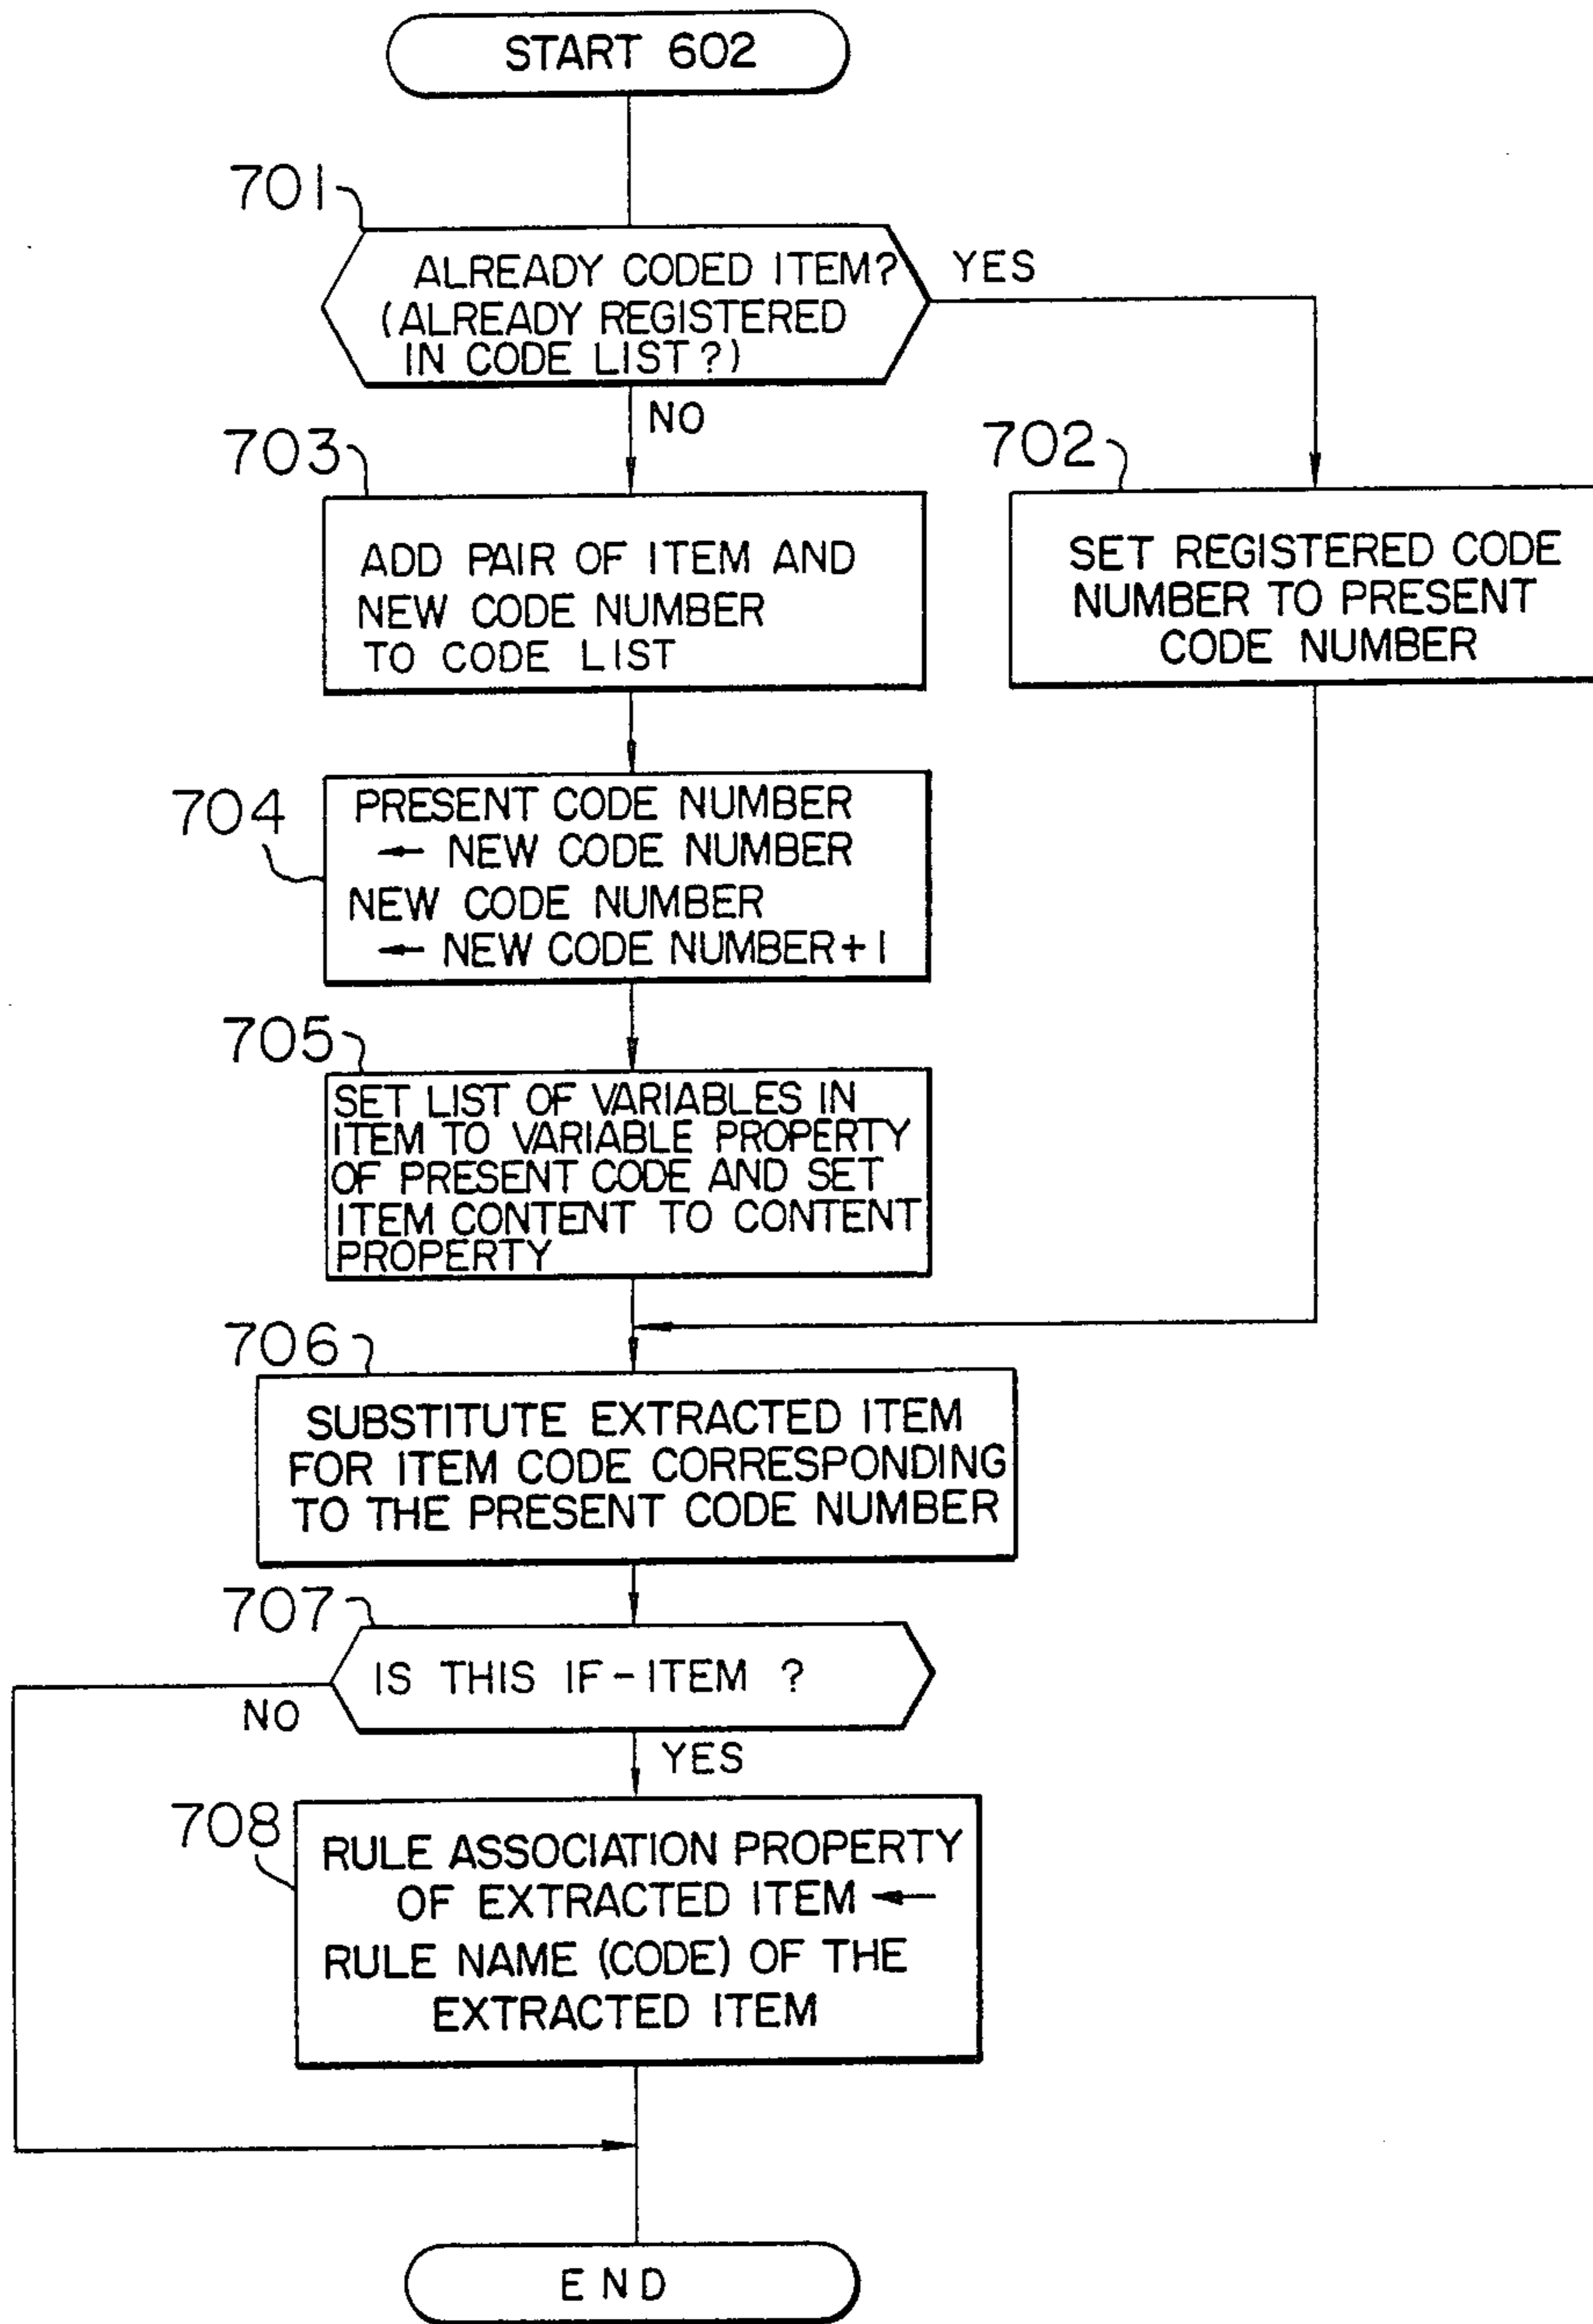 START 602
701
ALREADY CODED ITEM?
(ALREADY REGISTERED
IN CODE LIST?)
YES
NO
703
ADD PAIR OF ITEM AND
NEW CODE NUMBER
TO CODE LIST
702
SET REGISTERED CODE
NUMBER TO PRESENT
CODE NUMBER
704
PRESENT CODE NUMBER
← NEW CODE NUMBER
NEW CODE NUMBER
← NEW CODE NUMBER+1
705
SET LIST OF VARIABLES IN
ITEM TO VARIABLE PROPERTY
OF PRESENT CODE AND SET
ITEM CONTENT TO CONTENT
PROPERTY
706
SUBSTITUTE EXTRACTED ITEM
FOR ITEM CODE CORRESPONDING
TO THE PRESENT CODE NUMBER
707
IS THIS IF-ITEM ?
NO
YES
708
RULE ASSOCIATION PROPERTY
OF EXTRACTED ITEM ←
RULE NAME (CODE) OF THE
EXTRACTED ITEM
END